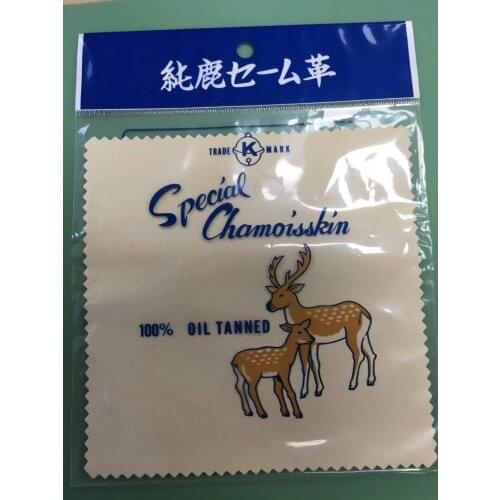 純鹿セーム革
TRADE K MARK
Special
Chamoisskin
100% OIL TANNED